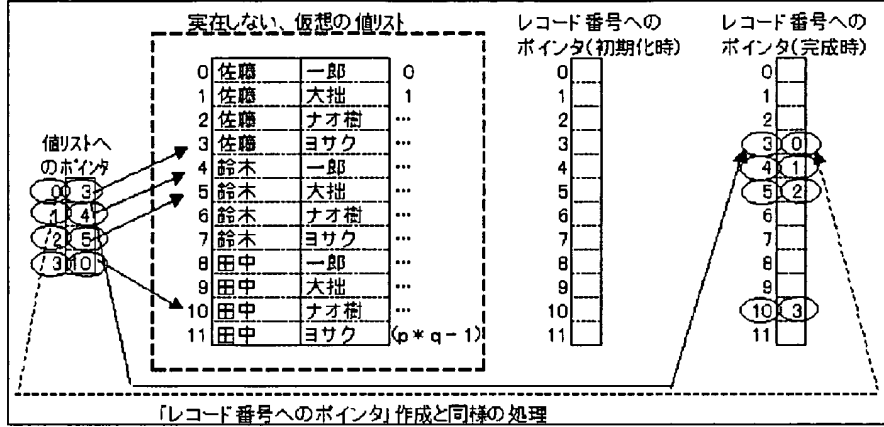 実在しない、仮想の値リスト
レコード番号への
ポインタ(初期化時)
レコード番号への
ポインタ(完成時)
値リストへ
のポインタ
0 3
1 4
2 5
3 10
0 佐藤 一郎 0
1 佐藤 大拙 1
2 佐藤 ナオ樹 …
3 佐藤 ヨサク …
4 鈴木 一郎 …
5 鈴木 大拙 …
6 鈴木 ナオ樹 …
7 鈴木 ヨサク …
8 田中 一郎 …
9 田中 大拙 …
10 田中 ナオ樹 …
11 田中 ヨサク (p*q-1)
0
1
2
3
4
5
6
7
8
9
10
11
0
1
2
3 0
4 1
5 2
6
7
8
9
10 3
11
「レコード番号へのポインタ」作成と同様の処理